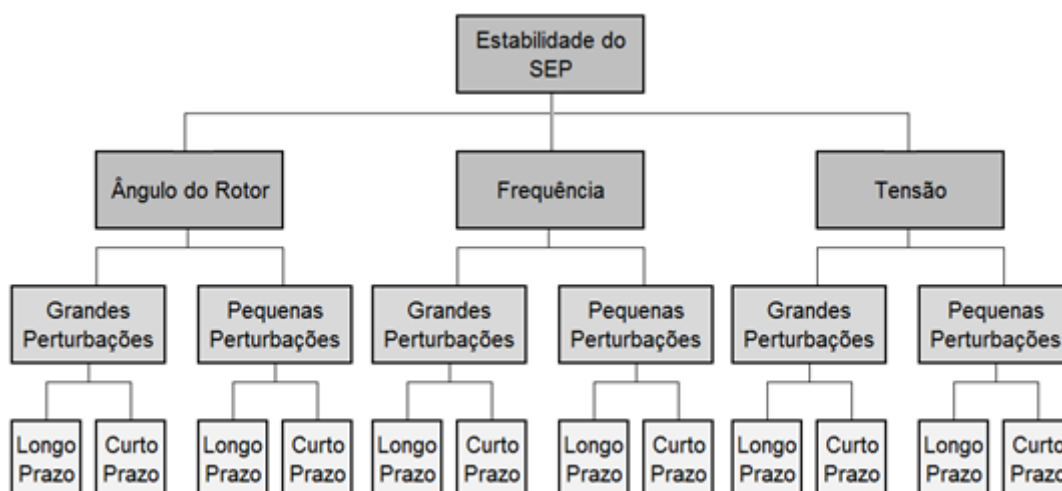 Estabilidade do
SEP
Ângulo do Rotor
Frequência
Tensão
Grandes
Perturbações
Pequenas
Perturbações
Grandes
Perturbações
Pequenas
Perturbações
Grandes
Perturbações
Pequenas
Perturbações
Longo
Prazo
Curto
Prazo
Longo
Prazo
Curto
Prazo
Longo
Prazo
Curto
Prazo
Longo
Prazo
Curto
Prazo
Longo
Prazo
Curto
Prazo
Longo
Prazo
Curto
Prazo